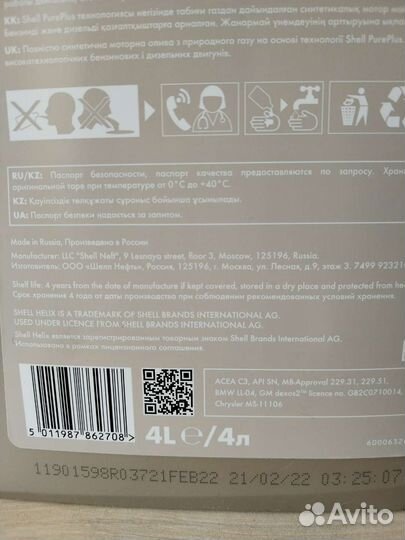 KK: Shell PurePlus технологиясы негізінде табиғи газдан дайындалған синтетикалық мотор
Бензинді және дизельді қозғалтқыштарға арналған. Жанармай үнемдеуінің арттырылуына
UK: Повністю синтетична моторна олива з природного газу на основі технології Shell PurePlus.
високотехнологічних бензинових і дизельних двигунів.
RU/KZ: Паспорт безопасности, паспорт качества предоставляются по запросу.
оригинальной таре при температуре от 0°C до +40°C.
KZ: Қауіпсіздік төлқұжаты сұраныс бойынша ұсынылады.
UA: Паспорт безпеки надається за запитом.
Made in Russia, Произведено в России
Manufacturer: LLC "Shell Neft", 9 Lesnaya street, floor 3, Moscow, 125196, Russia.
Изготовитель: ООО «Шелл Нефть», Россия, 125196, г. Москва, ул. Лесная, д.9, этаж 3. 7499
Shelf life: 4 years from the date of manufacture if kept covered, stored in a dry place and protected from
Срок хранения 4 года от даты производства при соблюдении рекомендованных условий хранения.
SHELL HELIX IS A TRADEMARK OF SHELL BRANDS INTERNATIONAL AG.
USED UNDER LICENCE FROM SHELL BRANDS INTERNATIONAL AG.
Shell Helix является зарегистрированным товарным знаком Shell Brands International AG.
Использовано в рамках лицензионного соглашения.
ACEA C3, API SN, MB-Approval 229.31, 229.51,
BMW LL-04, GM dexos2™ licence no. GB2C0710014,
Chrysler MS-11106
5 011987 862708 >
4L e/4л
11901598R03721FEB22 21/02/22 03:25:07
Avito